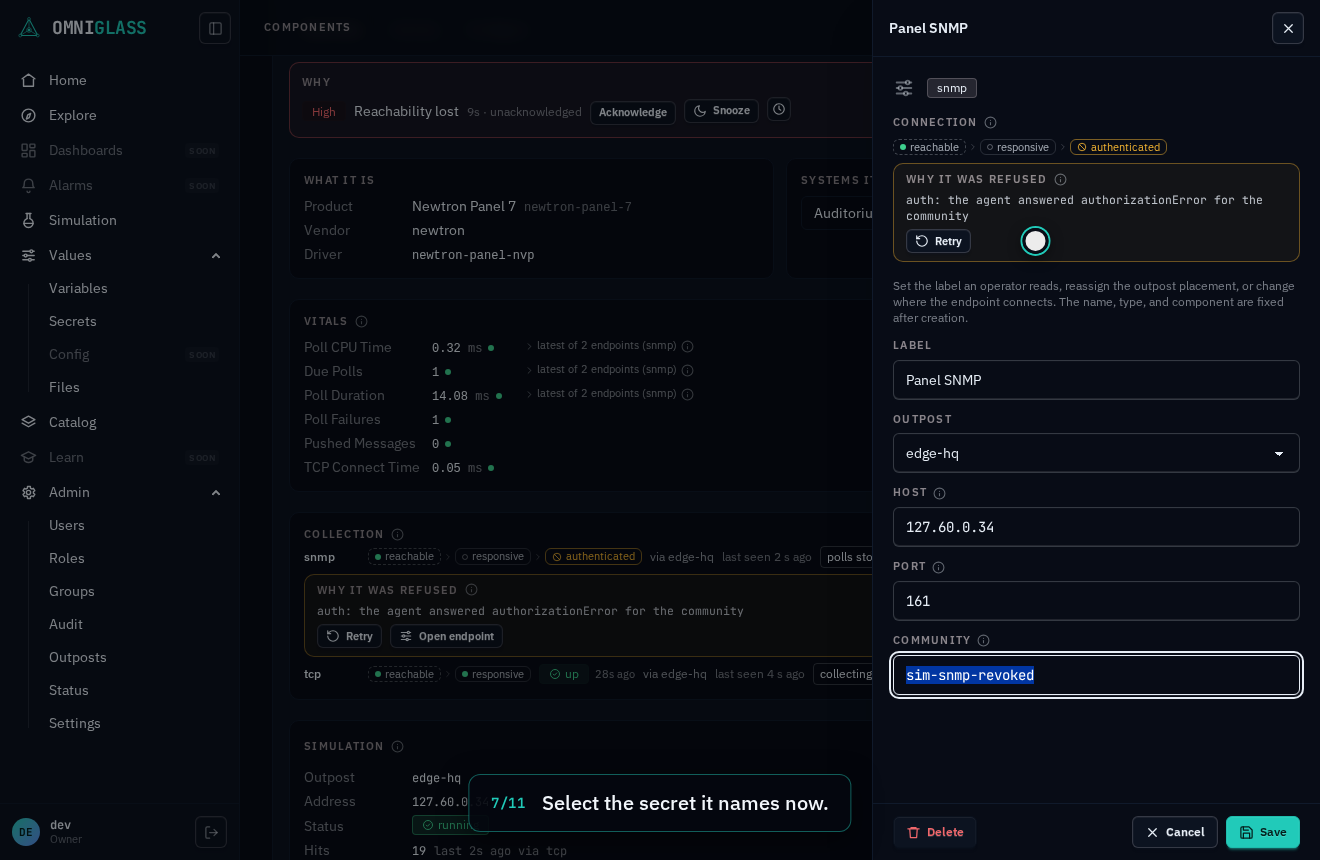 OMNIGLASS
Home
Explore
Dashboards SOON
Alarms SOON
Simulation
Values
Variables
Secrets
Config SOON
Files
Catalog
Learn SOON
Admin
Users
Roles
Groups
Audit
Outposts
Status
Settings
DE
dev
Owner
COMPONENTS
WHY
High Reachability lost 9s · unacknowledged Acknowledge Snooze
WHAT IT IS
Product Newtron Panel 7 newtron-panel-7
Vendor newtron
Driver newtron-panel-nvp
SYSTEMS IT
Auditoriu
VITALS
Poll CPU Time 0.32 ms latest of 2 endpoints (snmp)
Due Polls 1 latest of 2 endpoints (snmp)
Poll Duration 14.08 ms latest of 2 endpoints (snmp)
Poll Failures 1
Pushed Messages 0
TCP Connect Time 0.05 ms
COLLECTION
snmp reachable responsive authenticated via edge-hq last seen 2 s ago polls sto
WHY IT WAS REFUSED
auth: the agent answered authorizationError for the community
Retry Open endpoint
tcp reachable responsive up 28s ago via edge-hq last seen 4 s ago collecting
SIMULATION
Outpost edge-hq
Address 127.60.0.34
Status running
Hits 19 last 2s ago via tcp
7/11 Select the secret it names now.
Panel SNMP
snmp
CONNECTION
reachable responsive authenticated
WHY IT WAS REFUSED
auth: the agent answered authorizationError for the
community
Retry
Set the label an operator reads, reassign the outpost placement, or change
where the endpoint connects. The name, type, and component are fixed
after creation.
LABEL
Panel SNMP
OUTPOST
edge-hq
HOST
127.60.0.34
PORT
161
COMMUNITY
sim-snmp-revoked
Delete Cancel Save